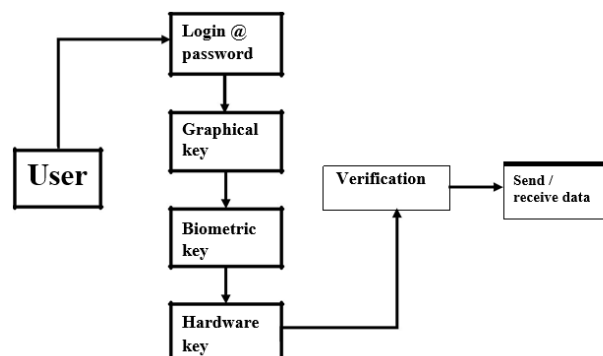 Login @
password
Graphical
key
User
Verification
Send /
receive data
Biometric
key
Hardware
key